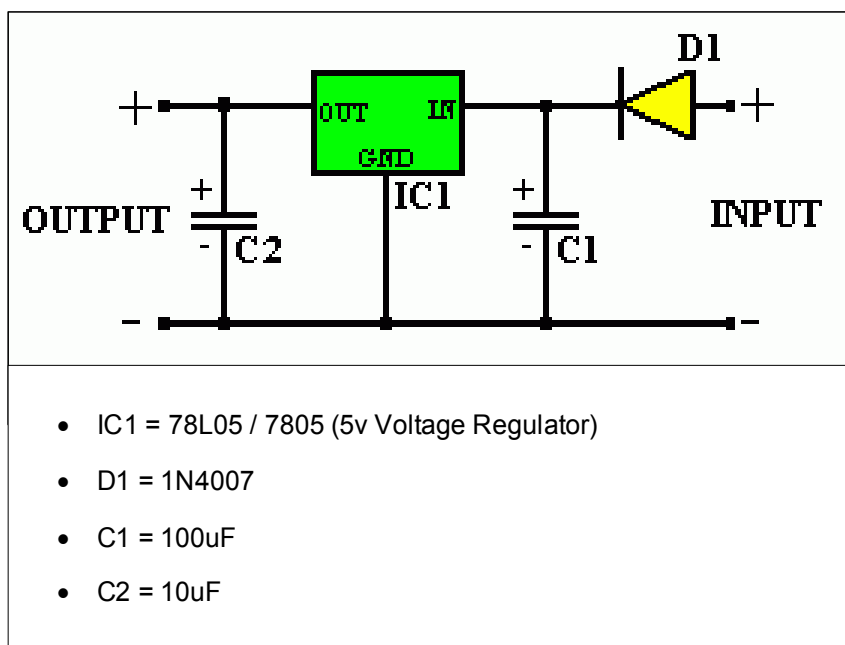 D1
+ OUT IN +
GND
+ IC1 +
OUTPUT INPUT
- C2 - C1
- -
• IC1 = 78L05 / 7805 (5v Voltage Regulator)
• D1 = 1N4007
• C1 = 100uF
• C2 = 10uF